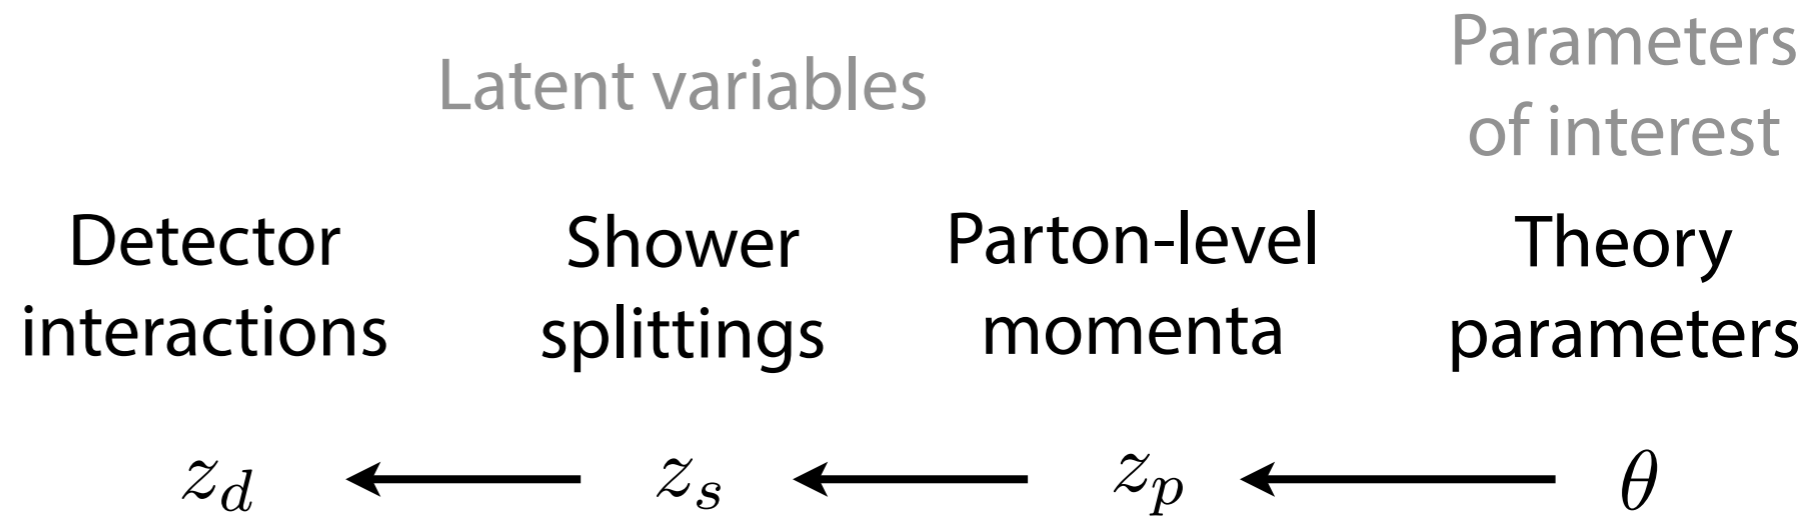 Latent variables
Parameters
of interest
Detector
interactions
Shower
splittings
Parton-level
momenta
Theory
parameters
z_d ← z_s ← z_p ← θ